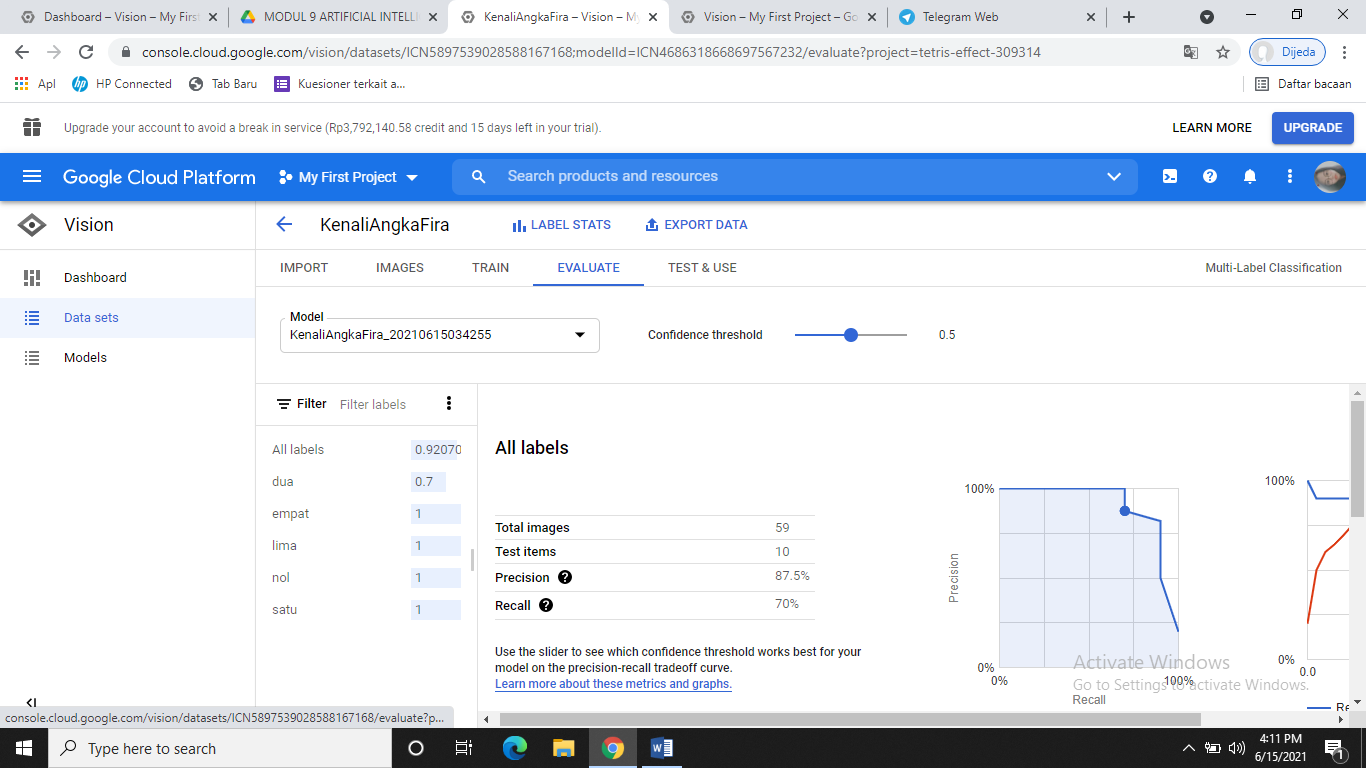 Dashboard – Vision – My First
MODUL 9 ARTIFICIAL INTELLI
KenaliAngkaFira – Vision – My
Vision – My First Project – Go
Telegram Web
console.cloud.google.com/vision/datasets/ICN5897539028588167168;modelId=ICN4686318668697567232/evaluate?project=tetris-effect-309314
Dijeda
Apl
HP Connected
Tab Baru
Kuesioner terkait a...
Daftar bacaan
Upgrade your account to avoid a break in service (Rp3,792,140.58 credit and 15 days left in your trial).
LEARN MORE
UPGRADE
Google Cloud Platform
My First Project
Search products and resources
Vision
KenaliAngkaFira
LABEL STATS
EXPORT DATA
Dashboard
Data sets
Models
IMPORT
IMAGES
TRAIN
EVALUATE
TEST & USE
Multi-Label Classification
Model
KenaliAngkaFira_20210615034255
Confidence threshold
0.5
Filter
Filter labels
All labels 0.92070
dua 0.7
empat 1
lima 1
nol 1
satu 1
All labels
Total images 59
Test items 10
Precision ? 87.5%
Recall ? 70%
Use the slider to see which confidence threshold works best for your
model on the precision-recall tradeoff curve.
Learn more about these metrics and graphs.
100%
Precision
0%
0%
100%
Recall
100%
0%
0.0
Re
Activate Windows
Go to Settings to activate Windows.
console.cloud.google.com/vision/datasets/ICN5897539028588167168/evaluate?p...
Type here to search
4:11 PM
6/15/2021
1